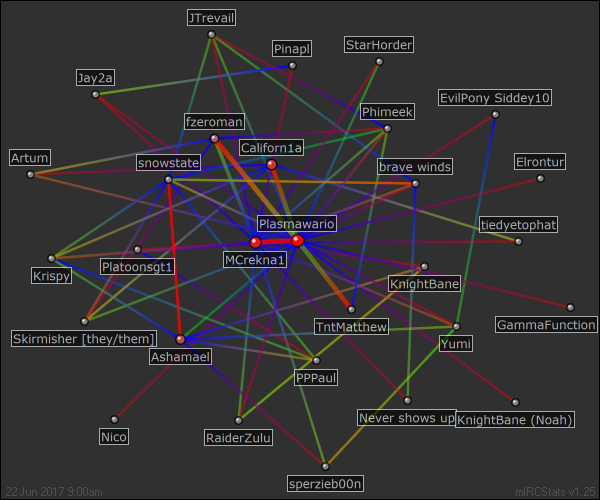 JTrevail
Pinapl
StarHorder
Jay2a
EvilPony Siddey10
fzeroman
Phimeek
Californ1a
Artum
snowstate
brave winds
Elrontur
Plasmawario
tiedyetophat
MCrekna1
Krispy
Platoonsgt1
KnightBane
GammaFunction
Skirmisher [they/them]
TntMatthew
Yumi
Ashamael
PPPaul
Never shows up
KnightBane (Noah)
Nico
RaiderZulu
sperzieb00n
22 Jun 2017 9:00am
mIRCStats v1.25